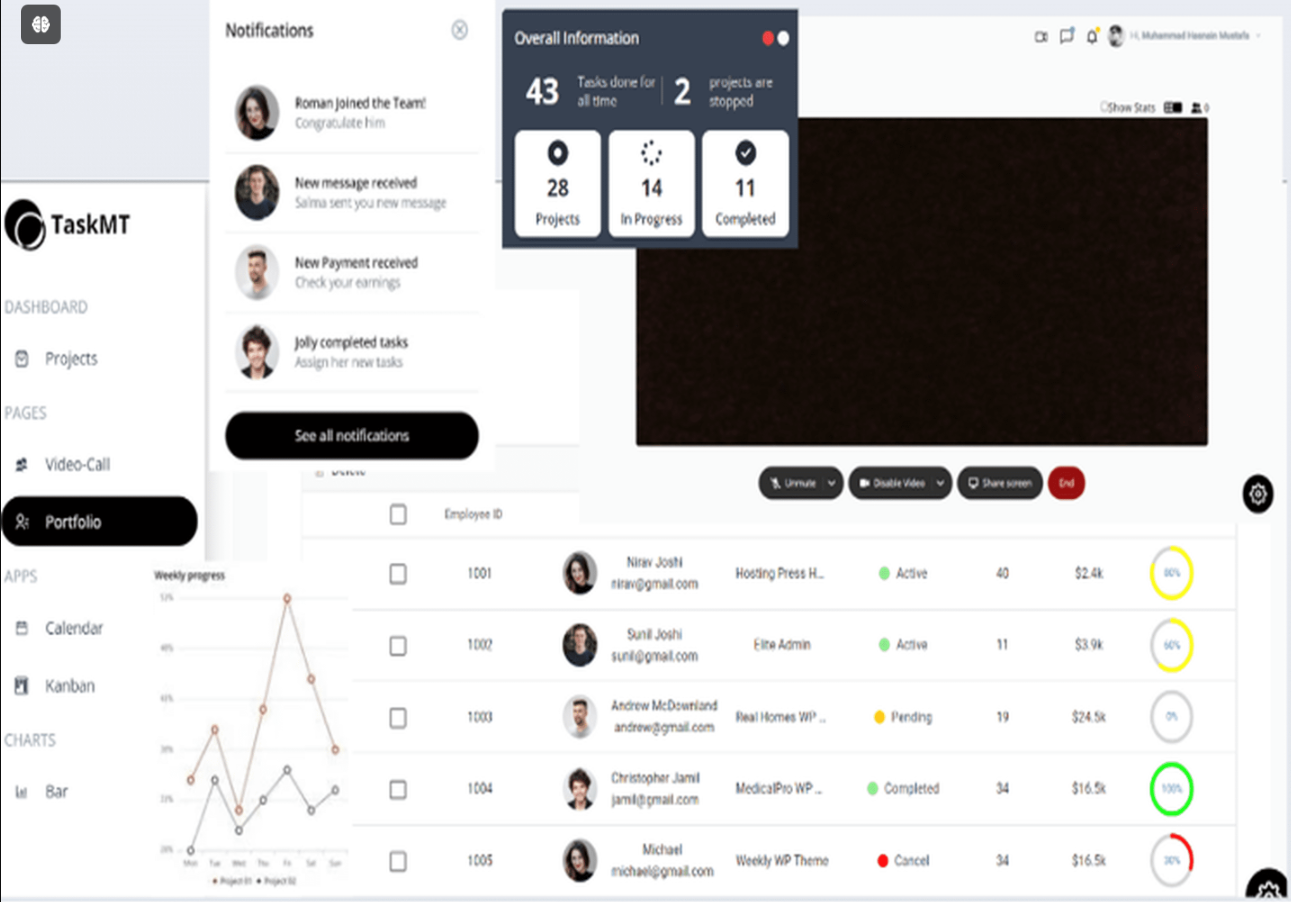 Notifications
Roman Joined the Team!
Congratulate him
New message received
Salma sent you new message
New Payment received
Check your earnings
Jolly completed tasks
Assign her new tasks
See all notifications
Overall Information
43 Tasks done for all time
2 projects are stopped
28 Projects
14 In Progress
11 Completed
Hi, Muhammad Hasnain Mustafa
Show Stats
0
Unmute
Disable Video
Share screen
End
TaskMT
DASHBOARD
Projects
PAGES
Video-Call
Portfolio
APPS
Calendar
Kanban
CHARTS
Bar
Delete
Employee ID
1001 Nirav Joshi nirav@gmail.com Hosting Press H... Active 40 $2.4k 80%
1002 Sunil Joshi sunil@gmail.com Elite Admin Active 11 $3.9k 60%
1003 Andrew McDownland andrew@gmail.com Real Homes WP ... Pending 19 $24.5k 0%
1004 Christopher Jamil jamil@gmail.com MedicalPro WP ... Completed 34 $16.5k 100%
1005 Michael michael@gmail.com Weekly WP Theme Cancel 34 $16.5k 30%
Weekly progress
Mon Tue Wed Thu Fri Sat Sun
Project 01 Project 02